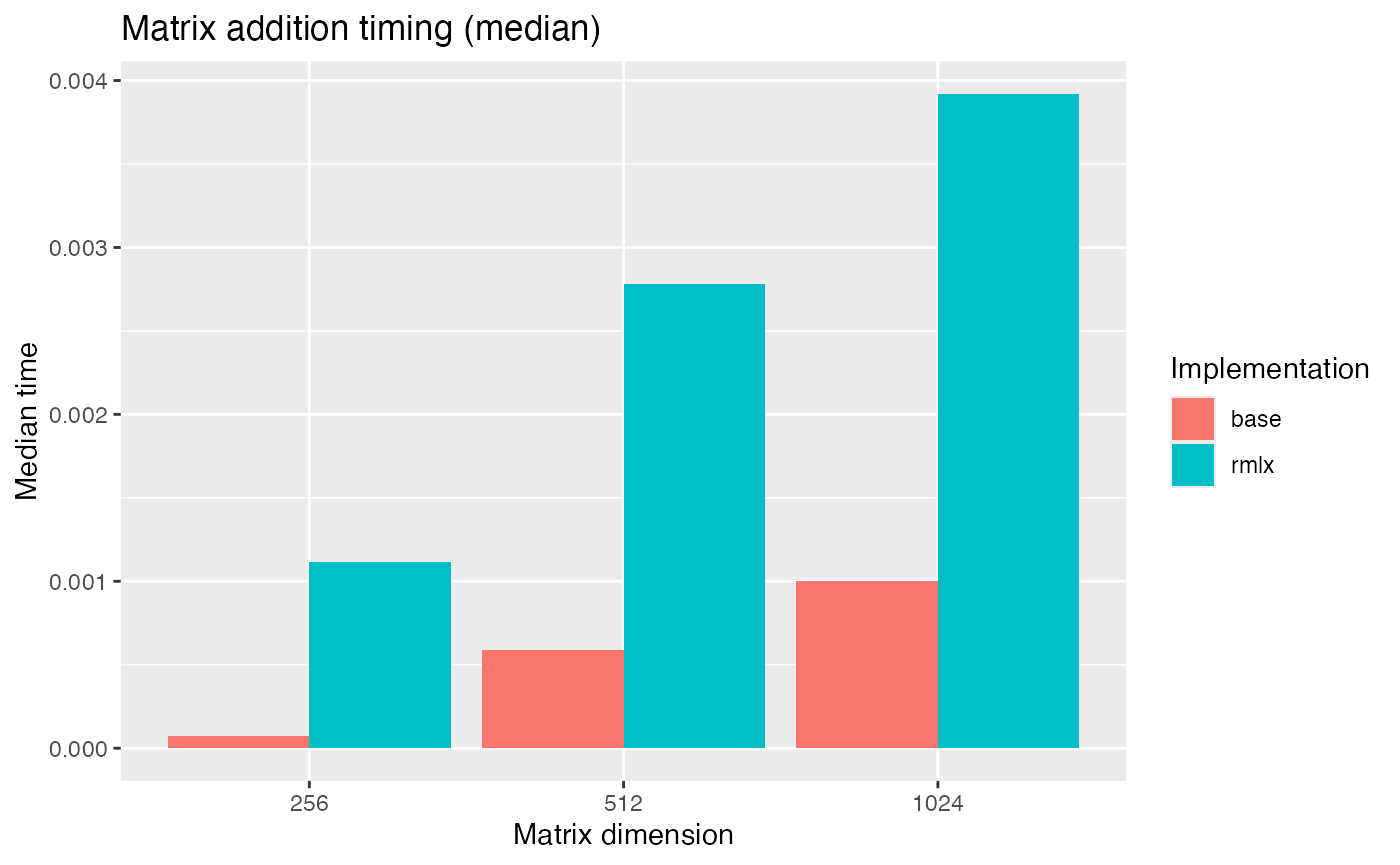 Matrix addition timing (median)
0.004
0.003
0.002
0.001
0.000
Median time
256 512 1024
Matrix dimension
Implementation
base
rmlx